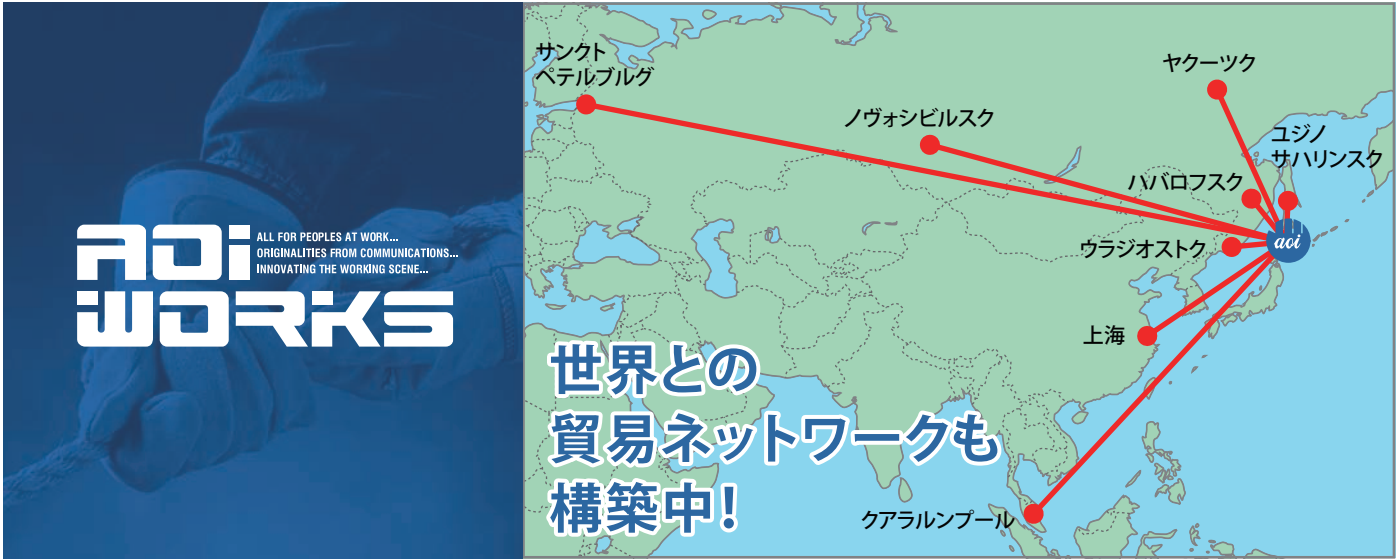 AOI
WORKS
ALL FOR PEOPLES AT WORK...
ORIGINALITIES FROM COMMUNICATIONS...
INNOVATING THE WORKING SCENE...
サンクト
ペテルブルグ
ノヴォシビルスク
ヤクーツク
ユジノ
サハリンスク
ハバロフスク
ウラジオストク
aoi
上海
クアラルンプール
世界との
貿易ネットワークも
構築中!